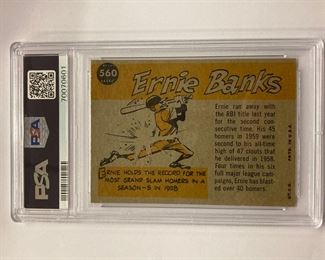 560
Ernie Banks
Ernie ran away with the
RBI title last year
for the second con-
secutive time. His 45
homers in 1959 were
second to his all-time
high of 47 clouts that
he delivered in 1958.
Four times in his six
full major league cam-
paigns, Ernie has blast-
ed over 40 homers.
ERNIE HOLDS THE RECORD FOR THE
MOST GRAND SLAM HOMERS IN A
SEASON-5 IN 1955
PSA
PSA
70070601